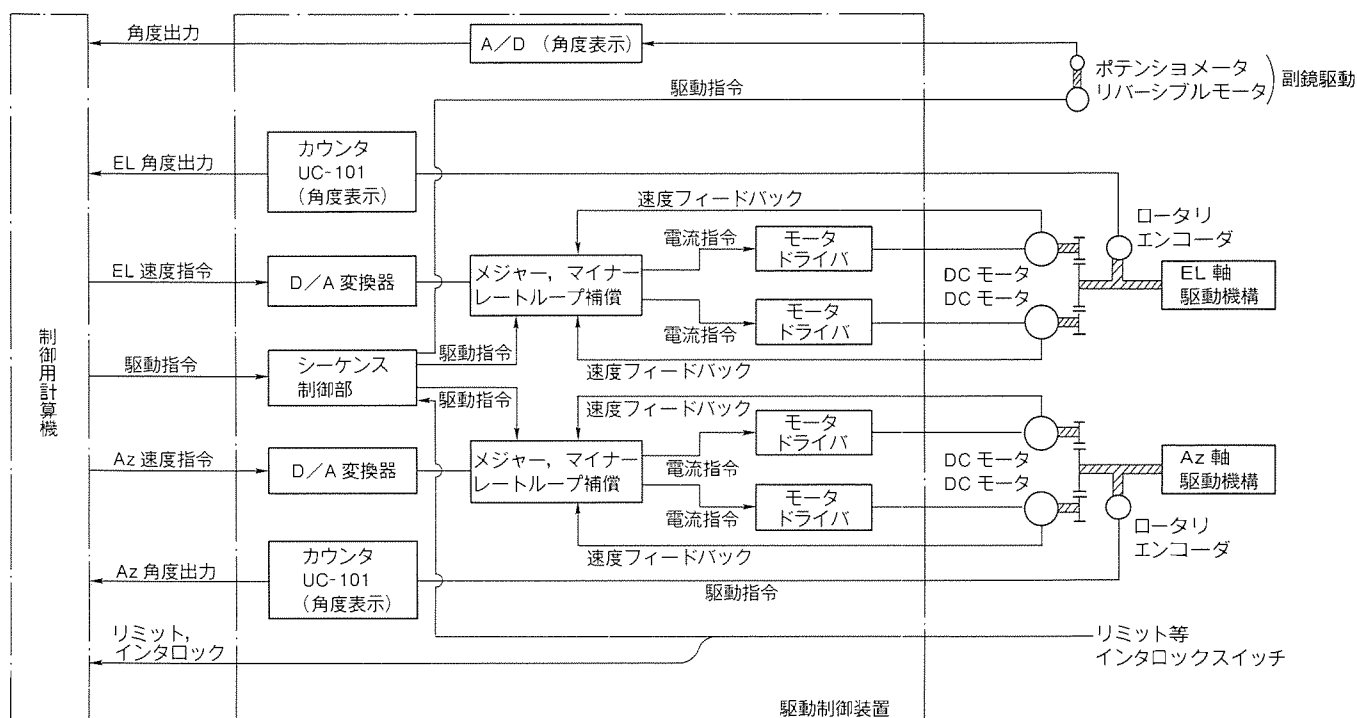 角度出力
A/D (角度表示)
ポテンショメータ
リバーシブルモータ
副鏡駆動
駆動指令
カウンタ
UC-101
(角度表示)
EL 角度出力
速度フィードバック
ロータリ
エンコーダ
電流指令
モータ
ドライバ
EL 速度指令
D/A 変換器
メジャー,マイナー
レートループ補償
DC モータ
DC モータ
EL 軸
駆動機構
電流指令
モータ
ドライバ
制御用計算機
駆動指令
シーケンス
制御部
駆動指令
速度フィードバック
駆動指令
速度フィードバック
モータ
ドライバ
Az 速度指令
D/A 変換器
メジャー,マイナー
レートループ補償
電流指令
DC モータ
DC モータ
Az 軸
駆動機構
電流指令
モータ
ドライバ
ロータリ
エンコーダ
速度フィードバック
カウンタ
UC-101
(角度表示)
Az 角度出力
駆動指令
リミット,
インタロック
リミット等
インタロックスイッチ
駆動制御装置